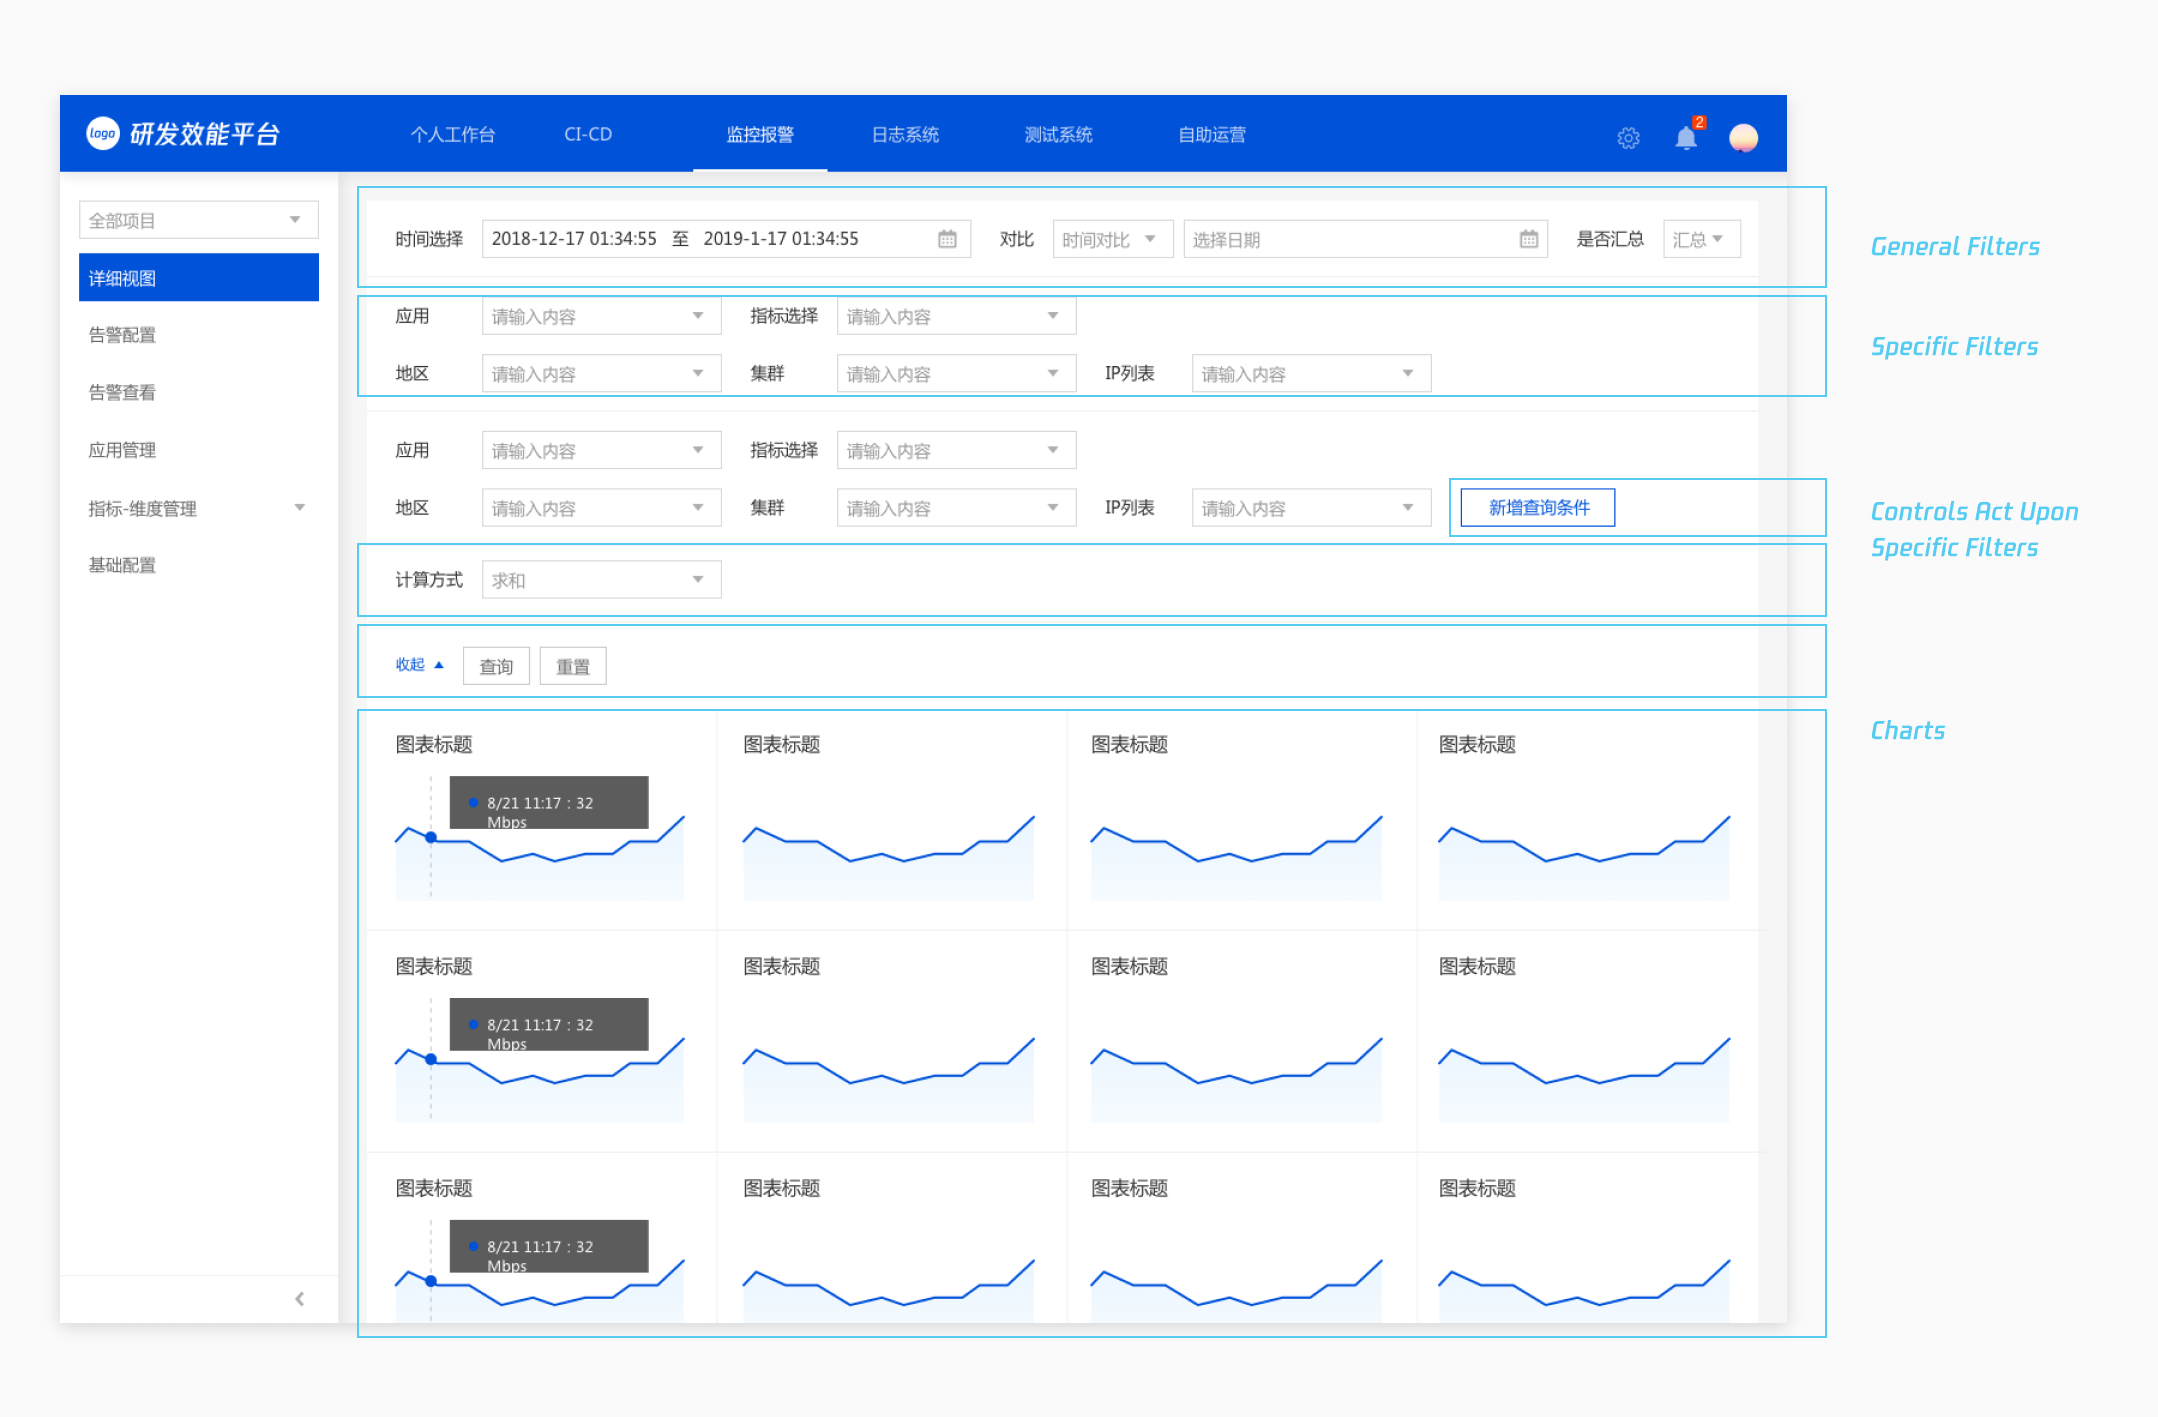 logo 研发效能平台 个人工作台 CI-CD 监控报警 日志系统 测试系统 自助运营 2
全部项目
详细视图
告警配置
告警查看
应用管理
指标-维度管理
基础配置
时间选择 2018-12-17 01:34:55 至 2019-1-17 01:34:55 对比 时间对比 选择日期 是否汇总 汇总
General Filters
应用 请输入内容 指标选择 请输入内容
地区 请输入内容 集群 请输入内容 IP列表 请输入内容
Specific Filters
应用 请输入内容 指标选择 请输入内容
地区 请输入内容 集群 请输入内容 IP列表 请输入内容 新增查询条件
Controls Act Upon
Specific Filters
计算方式 求和
收起 查询 重置
Charts
图表标题 图表标题 图表标题 图表标题
8/21 11:17 : 32
Mbps
图表标题 图表标题 图表标题 图表标题
8/21 11:17 : 32
Mbps
图表标题 图表标题 图表标题 图表标题
8/21 11:17 : 32
Mbps